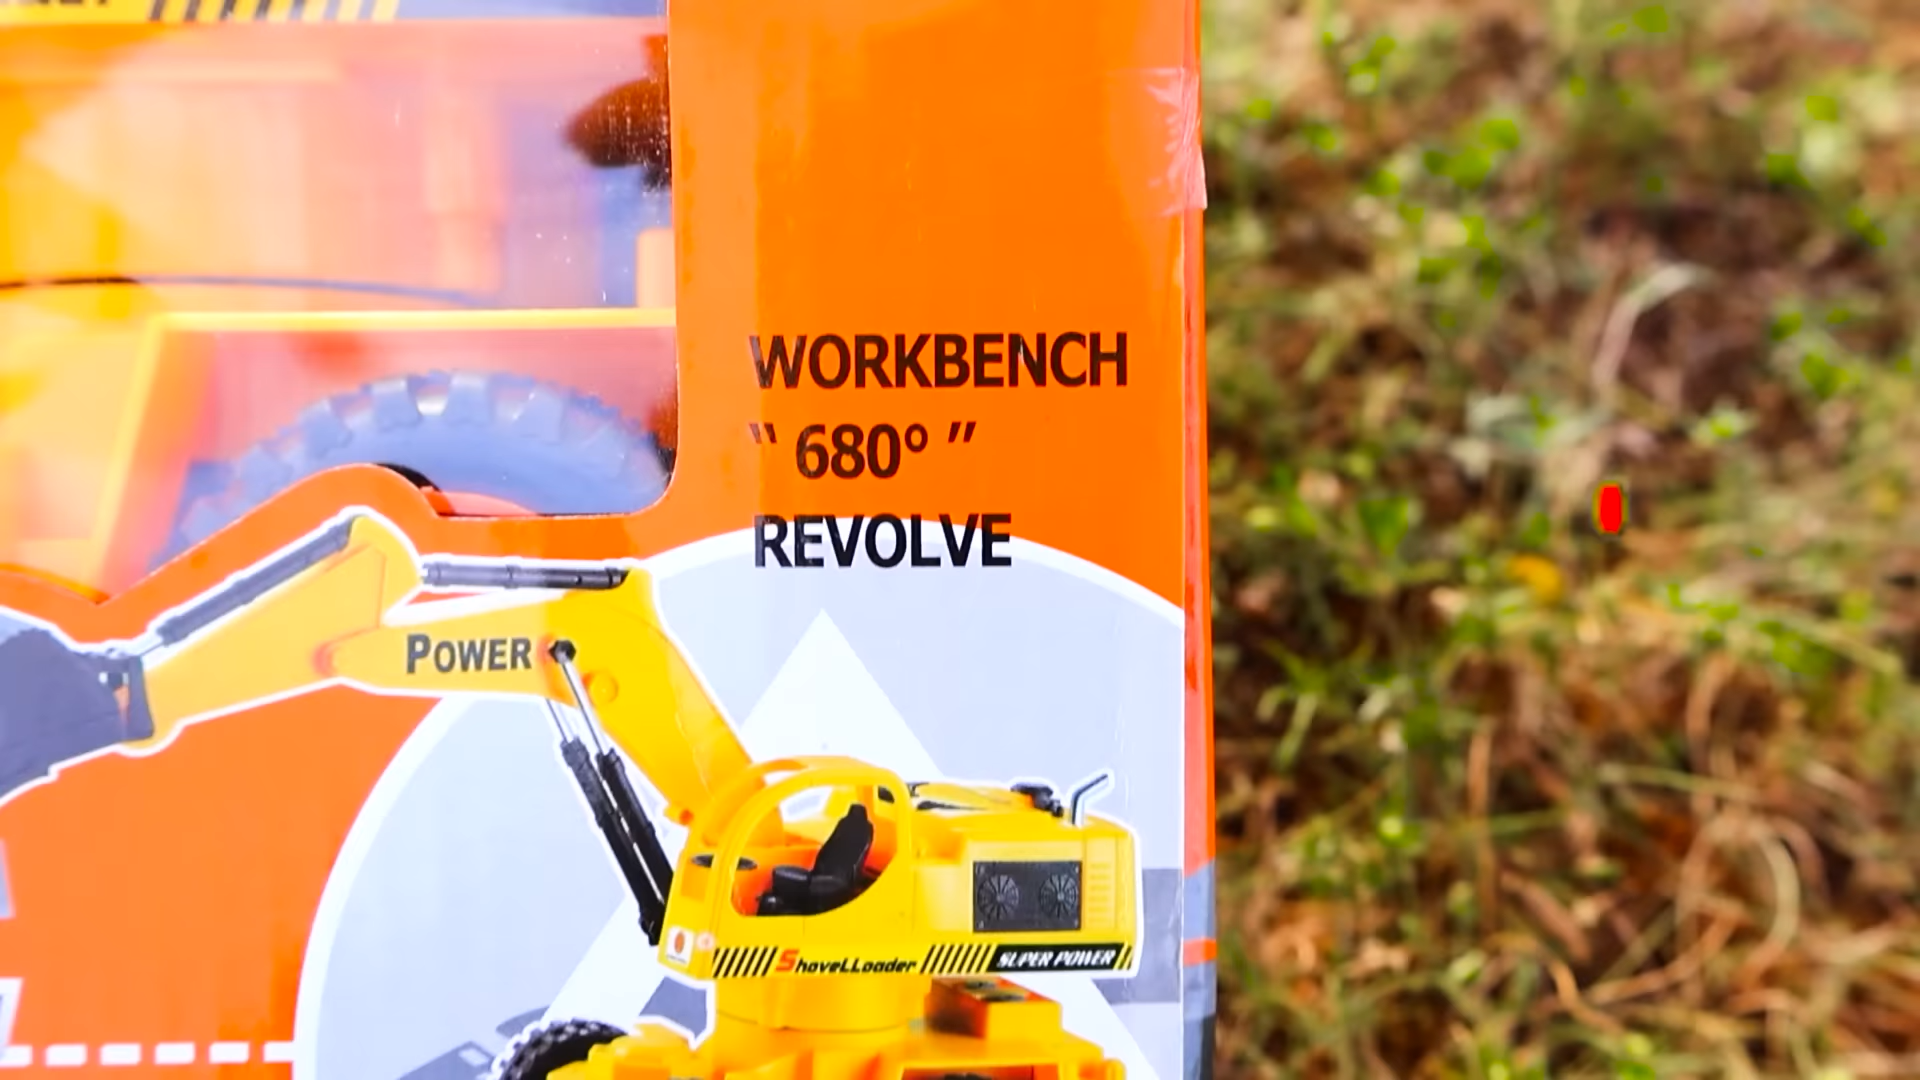 WORKBENCH
" 680° "
REVOLVE
POWER
ShoveLLoader
SUPER POWER